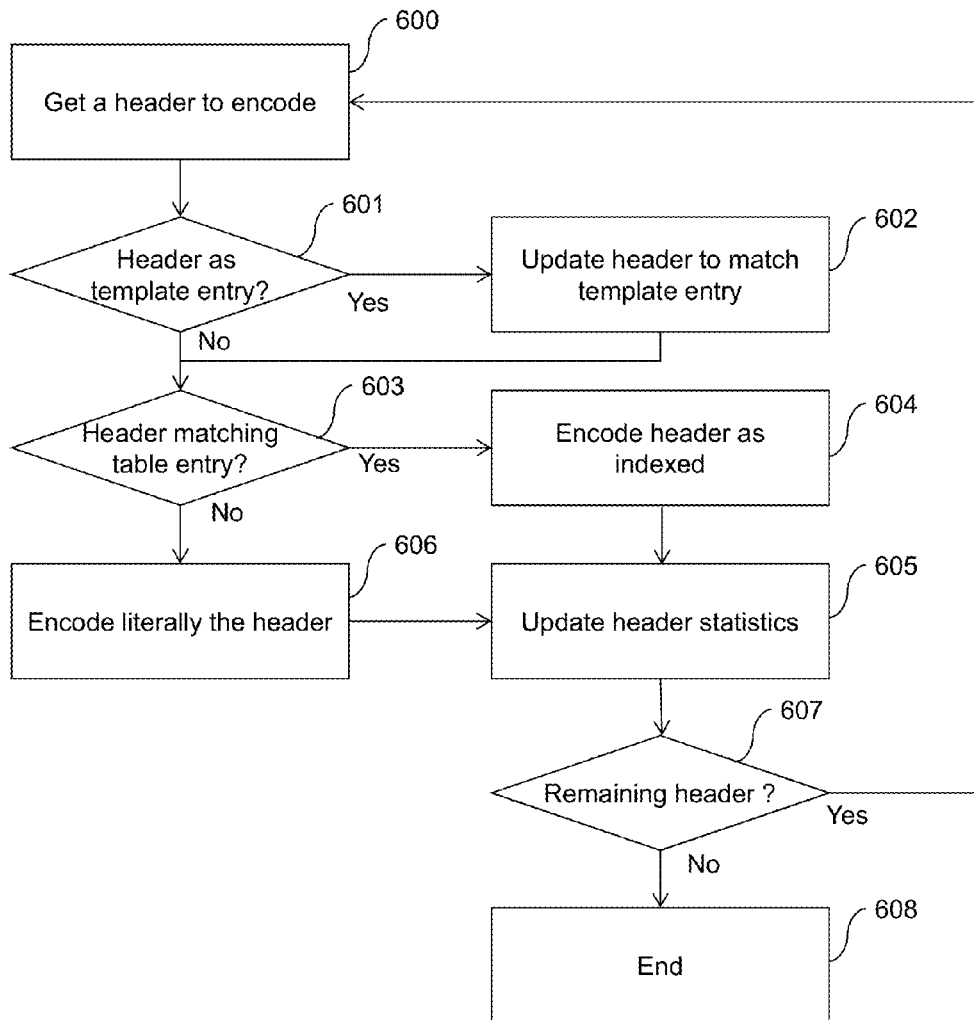 600
Get a header to encode
601
Header as
template entry?
Yes
No
602
Update header to match
template entry
603
Header matching
table entry?
Yes
No
604
Encode header as
indexed
606
Encode literally the header
605
Update header statistics
607
Remaining header ?
Yes
No
608
End